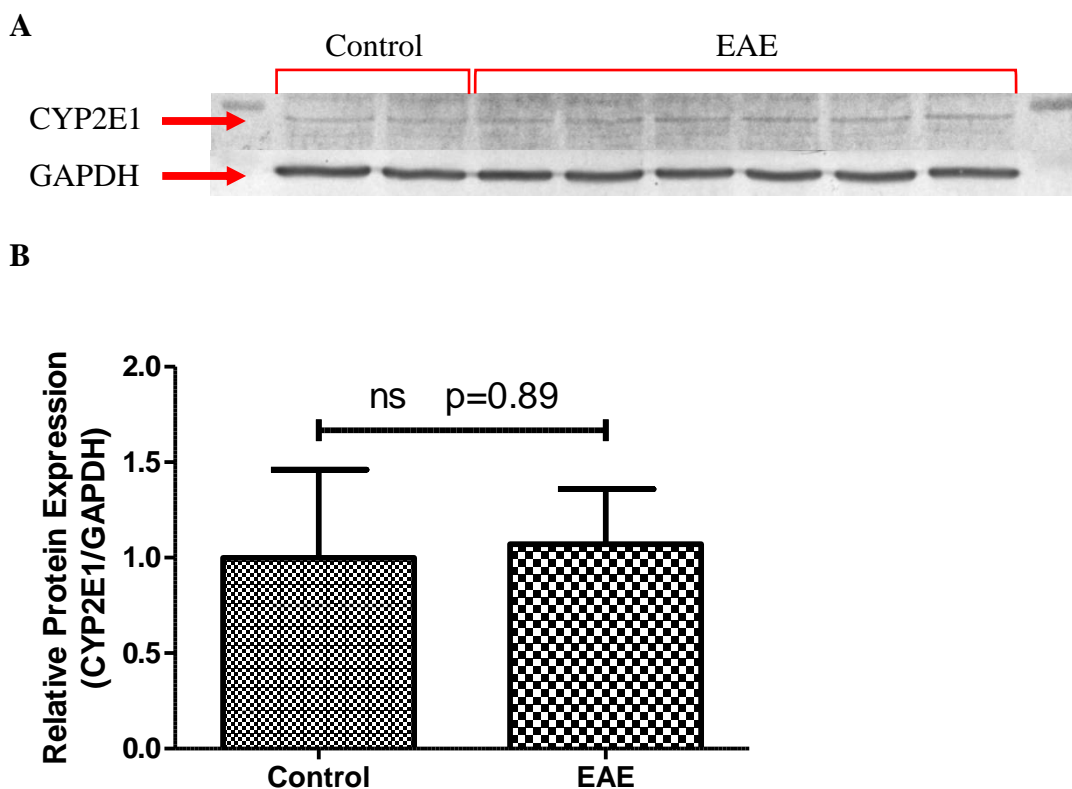 A
Control EAE
CYP2E1
GAPDH
B
Relative Protein Expression
(CYP2E1/GAPDH)
2.0
1.5
1.0
0.5
0.0
ns p=0.89
Control EAE